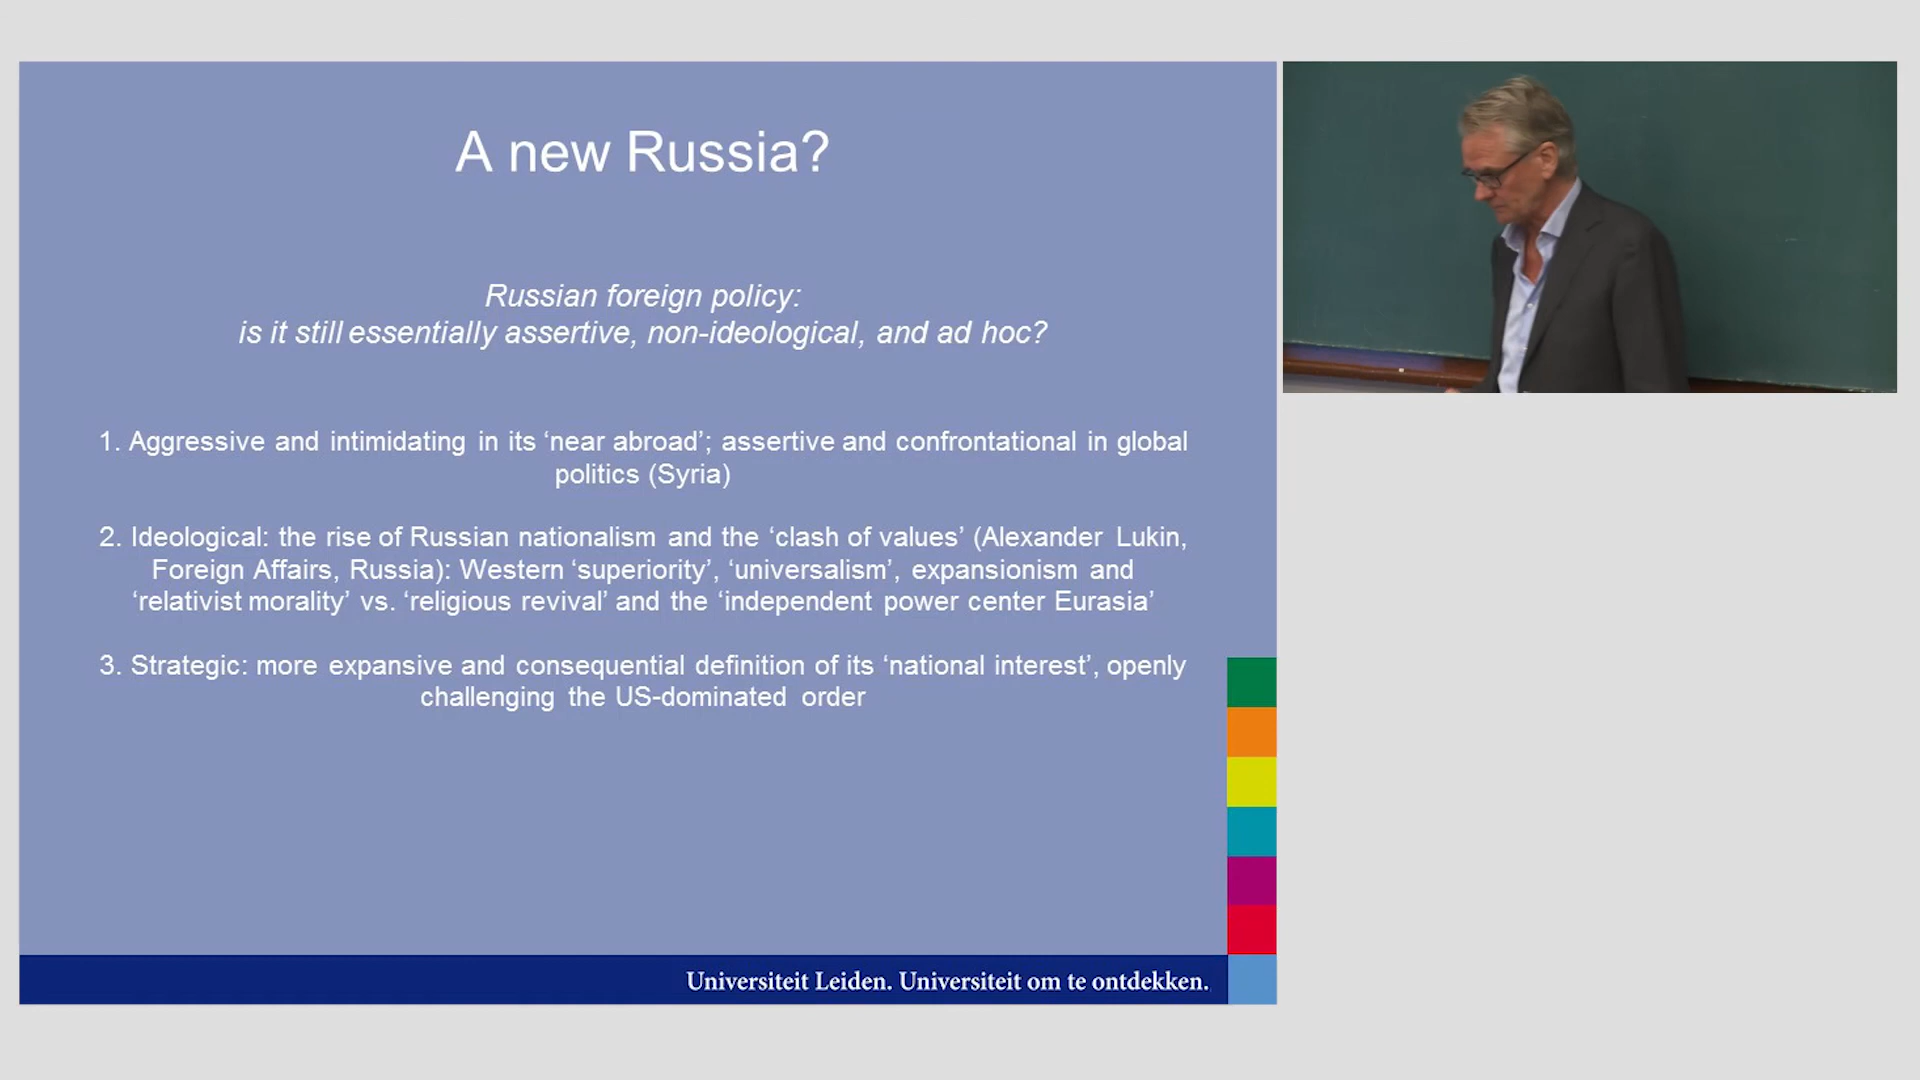 A new Russia?
Russian foreign policy:
is it still essentially assertive, non-ideological, and ad hoc?
1. Aggressive and intimidating in its ‘near abroad’; assertive and confrontational in global
politics (Syria)
2. Ideological: the rise of Russian nationalism and the ‘clash of values’ (Alexander Lukin,
Foreign Affairs, Russia): Western ‘superiority’, ‘universalism’, expansionism and
‘relativist morality’ vs. ‘religious revival’ and the ‘independent power center Eurasia’
3. Strategic: more expansive and consequential definition of its ‘national interest’, openly
challenging the US-dominated order
Universiteit Leiden. Universiteit om te ontdekken.